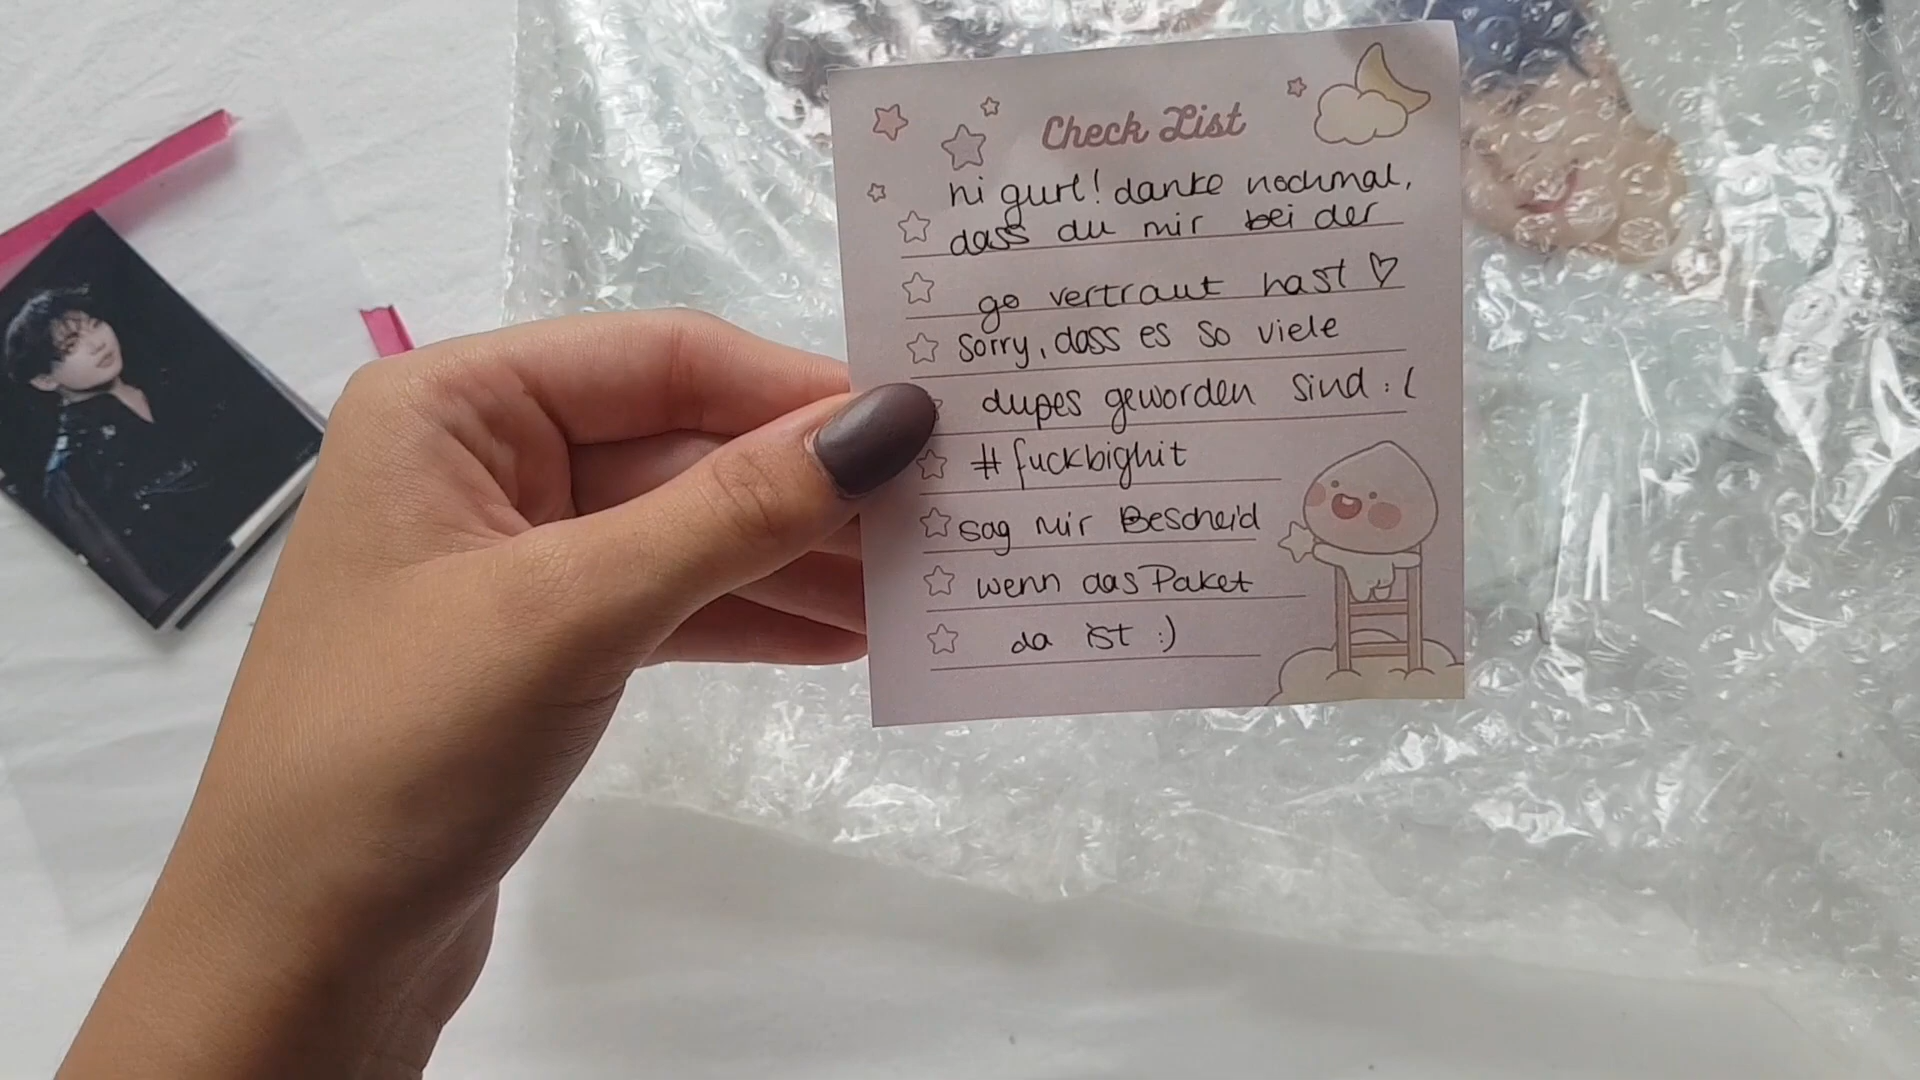 Check List
hi gurl! danke nochmal,
dass du mir bei der
go vertraut hast ♡
sorry, dass es so viele
dupes geworden sind :(
#fuckbighit
sag mir Bescheid
wenn das Paket
da ist :)